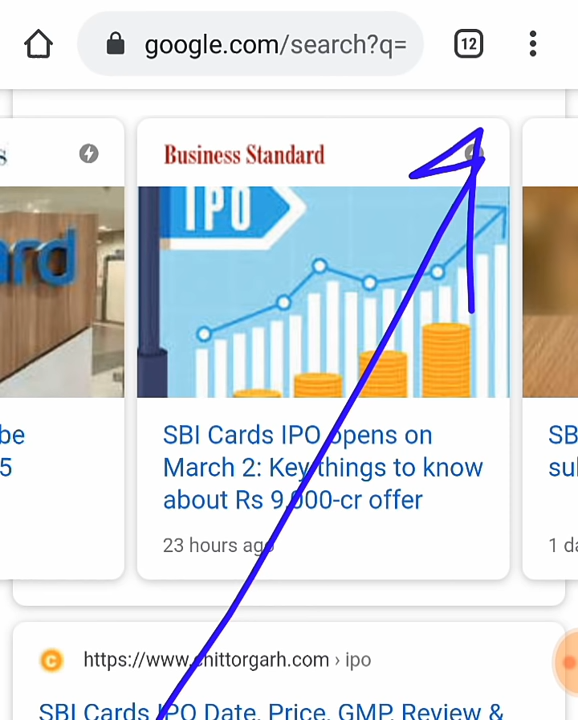 google.com/search?q=
12
s
Business Standard
ard
IPO
be
5
SBI Cards IPO opens on
March 2: Key things to know
about Rs 9,000-cr offer
23 hours ago
SB
su
1 da
C
https://www.chittorgarh.com › ipo
SBI Cards IPO Date, Price, GMP, Review &